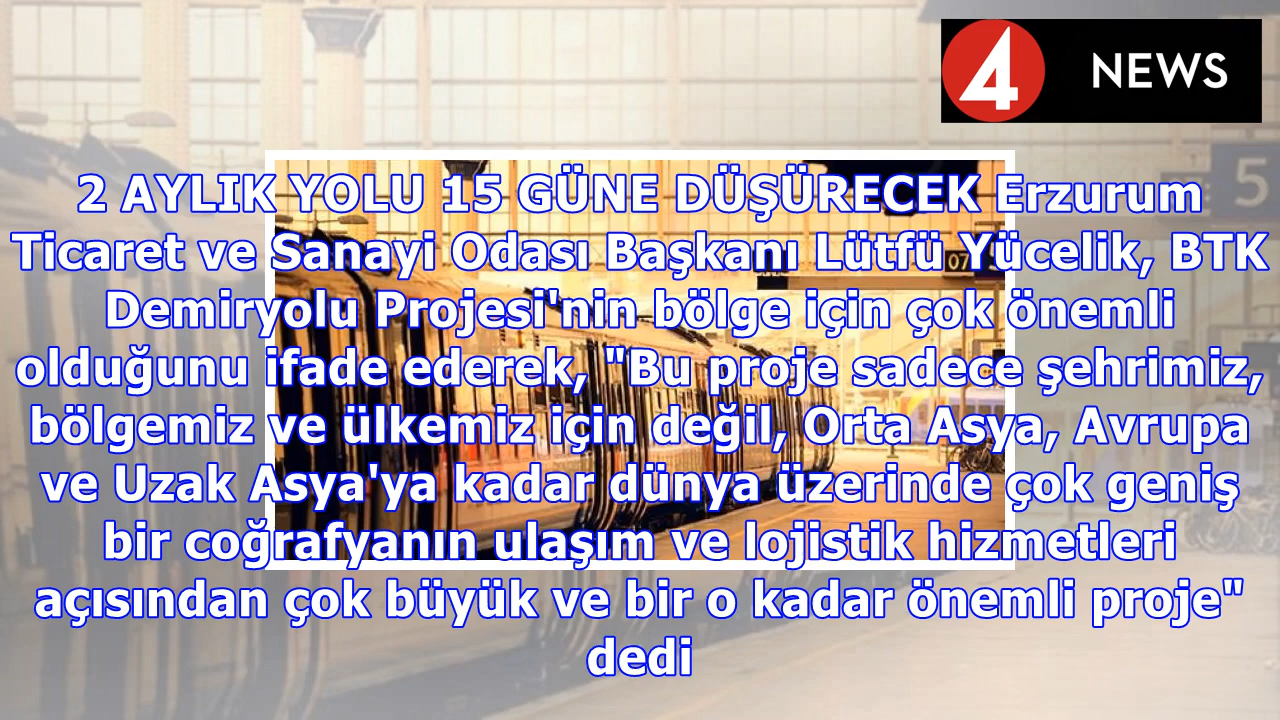 4 NEWS
5
07
2 AYLIK YOLU 15 GÜNE DÜŞÜRECEK Erzurum
Ticaret ve Sanayi Odası Başkanı Lütfü Yücelik, BTK
Demiryolu Projesi'nin bölge için çok önemli
olduğunu ifade ederek, "Bu proje sadece şehrimiz,
bölgemiz ve ülkemiz için değil, Orta Asya, Avrupa
ve Uzak Asya'ya kadar dünya üzerinde çok geniş
bir coğrafyanın ulaşım ve lojistik hizmetleri
açısından çok büyük ve bir o kadar önemli proje"
dedi